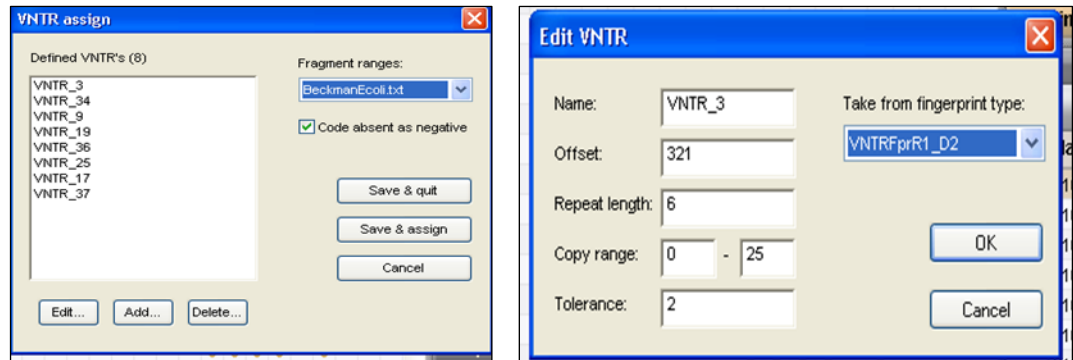 VNTR assign
Defined VNTR's (8)
VNTR_3
VNTR_34
VNTR_9
VNTR_19
VNTR_36
VNTR_25
VNTR_17
VNTR_37
Edit...
Add...
Delete...
Fragment ranges:
BeckmanEcoli.txt
Code absent as negative
Save & quit
Save & assign
Cancel
Edit VNTR
Name: VNTR_3
Offset: 321
Repeat length: 6
Copy range: 0 - 25
Tolerance: 2
Take from fingerprint type:
VNTRFprR1_D2
OK
Cancel